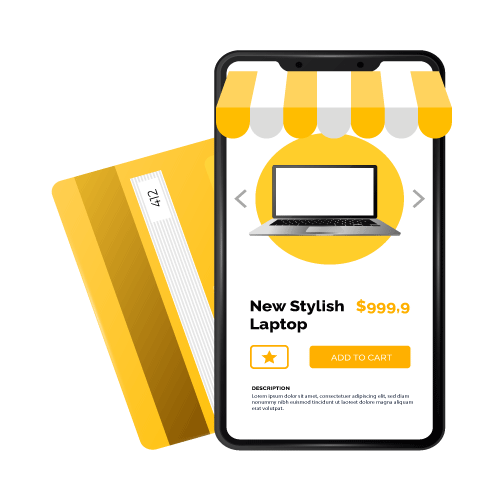 412
New Stylish $999.9
Laptop
ADD TO CART
DESCRIPTION
Lorem ipsum dolor sit amet, consectetuer adipiscing elit, sed diam
nonummy nibh euismod tincidunt ut laoreet dolore magna aliquam
erat volutpat.